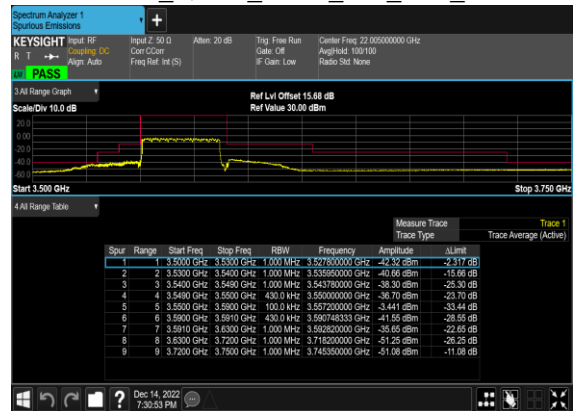 Spectrum Analyzer 1
Spurious Emissions
KEYSIGHT Input: RF
R T Coupling: DC
Align: Auto
Input Z: 50 Ω
Corr CCorr
Freq Ref: Int (S)
Atten: 20 dB
Trig: Free Run
Gate: Off
IF Gain: Low
Center Freq: 22.005000000 GHz
Avg|Hold: 100/100
Radio Std: None
PASS
3 All Range Graph
Scale/Div 10.0 dB
Ref Lvl Offset 15.68 dB
Ref Value 30.00 dBm
20.0
0.00
-20.0
-40.0
-60.0
Start 3.500 GHz
Stop 3.750 GHz
4 All Range Table
Measure Trace Trace 1
Trace Type Trace Average (Active)
Spur Range Start Freq Stop Freq RBW Frequency Amplitude ΔLimit
1 1 3.5000 GHz 3.5300 GHz 1.000 MHz 3.527800000 GHz -42.32 dBm -2.317 dB
2 2 3.5300 GHz 3.5400 GHz 1.000 MHz 3.535950000 GHz -40.66 dBm -15.66 dB
3 3 3.5400 GHz 3.5490 GHz 1.000 MHz 3.543780000 GHz -38.30 dBm -25.30 dB
4 4 3.5490 GHz 3.5500 GHz 430.0 kHz 3.550000000 GHz -36.70 dBm -23.70 dB
5 5 3.5500 GHz 3.5900 GHz 100.0 kHz 3.557200000 GHz -3.441 dBm -33.44 dB
6 6 3.5900 GHz 3.5910 GHz 430.0 kHz 3.590748333 GHz -41.55 dBm -28.55 dB
7 7 3.5910 GHz 3.6300 GHz 1.000 MHz 3.592820000 GHz -35.65 dBm -22.65 dB
8 8 3.6300 GHz 3.7200 GHz 1.000 MHz 3.718200000 GHz -51.25 dBm -26.25 dB
9 9 3.7200 GHz 3.7500 GHz 1.000 MHz 3.745350000 GHz -51.08 dBm -11.08 dB
Dec 14, 2022
7:30:53 PM